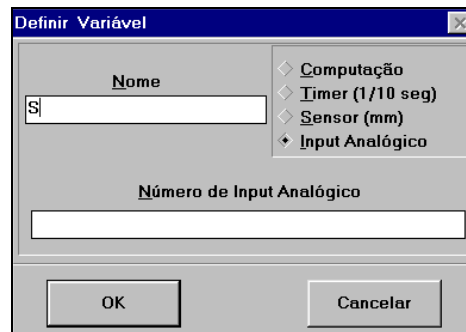 Definir Variável
Nome
S
Computação
Timer (1/10 seg)
Sensor (mm)
Input Analógico
Número de Input Analógico
OK
Cancelar